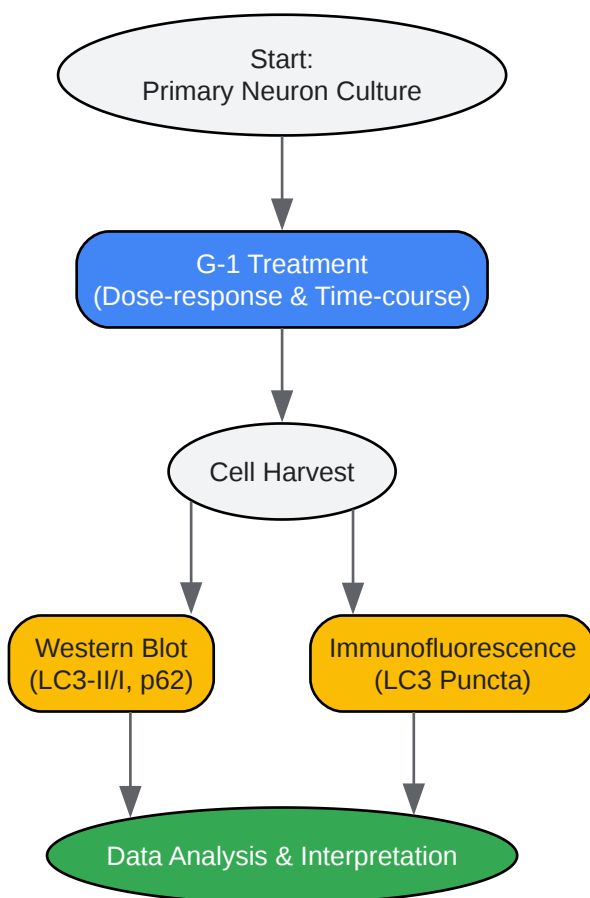 Start:
Primary Neuron Culture
G-1 Treatment
(Dose-response & Time-course)
Cell Harvest
Western Blot
(LC3-II/I, p62)
Immunofluorescence
(LC3 Puncta)
Data Analysis & Interpretation